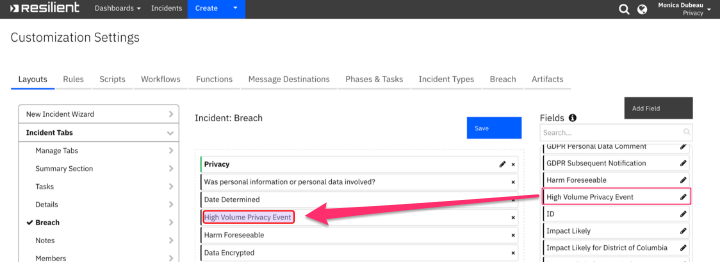 Resilient
Dashboards
Incidents
Create
Monica Dubeau
Privacy
Customization Settings
Layouts
Rules
Scripts
Workflows
Functions
Message Destinations
Phases & Tasks
Incident Types
Breach
Artifacts
New Incident Wizard
Incident Tabs
Manage Tabs
Summary Section
Tasks
Details
Breach
Notes
Members
Incident: Breach
Save
Privacy
Was personal information or personal data involved?
Date Determined
High Volume Privacy Event
Harm Foreseeable
Data Encrypted
Add Field
Fields
Search...
GDPR Personal Data Comment
GDPR Subsequent Notification
Harm Foreseeable
High Volume Privacy Event
ID
Impact Likely
Impact Likely for District of Columbia